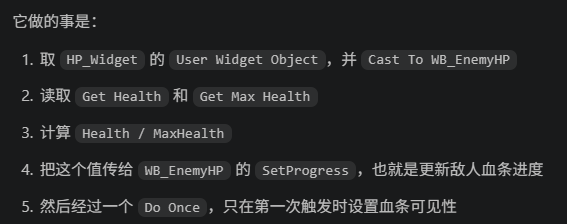 它做的事是：
1. 取 HP_Widget 的 User Widget Object，并 Cast To WB_EnemyHP
2. 读取 Get Health 和 Get Max Health
3. 计算 Health / MaxHealth
4. 把这个值传给 WB_EnemyHP 的 SetProgress，也就是更新敌人血条进度
5. 然后经过一个 Do Once，只在第一次触发时设置血条可见性